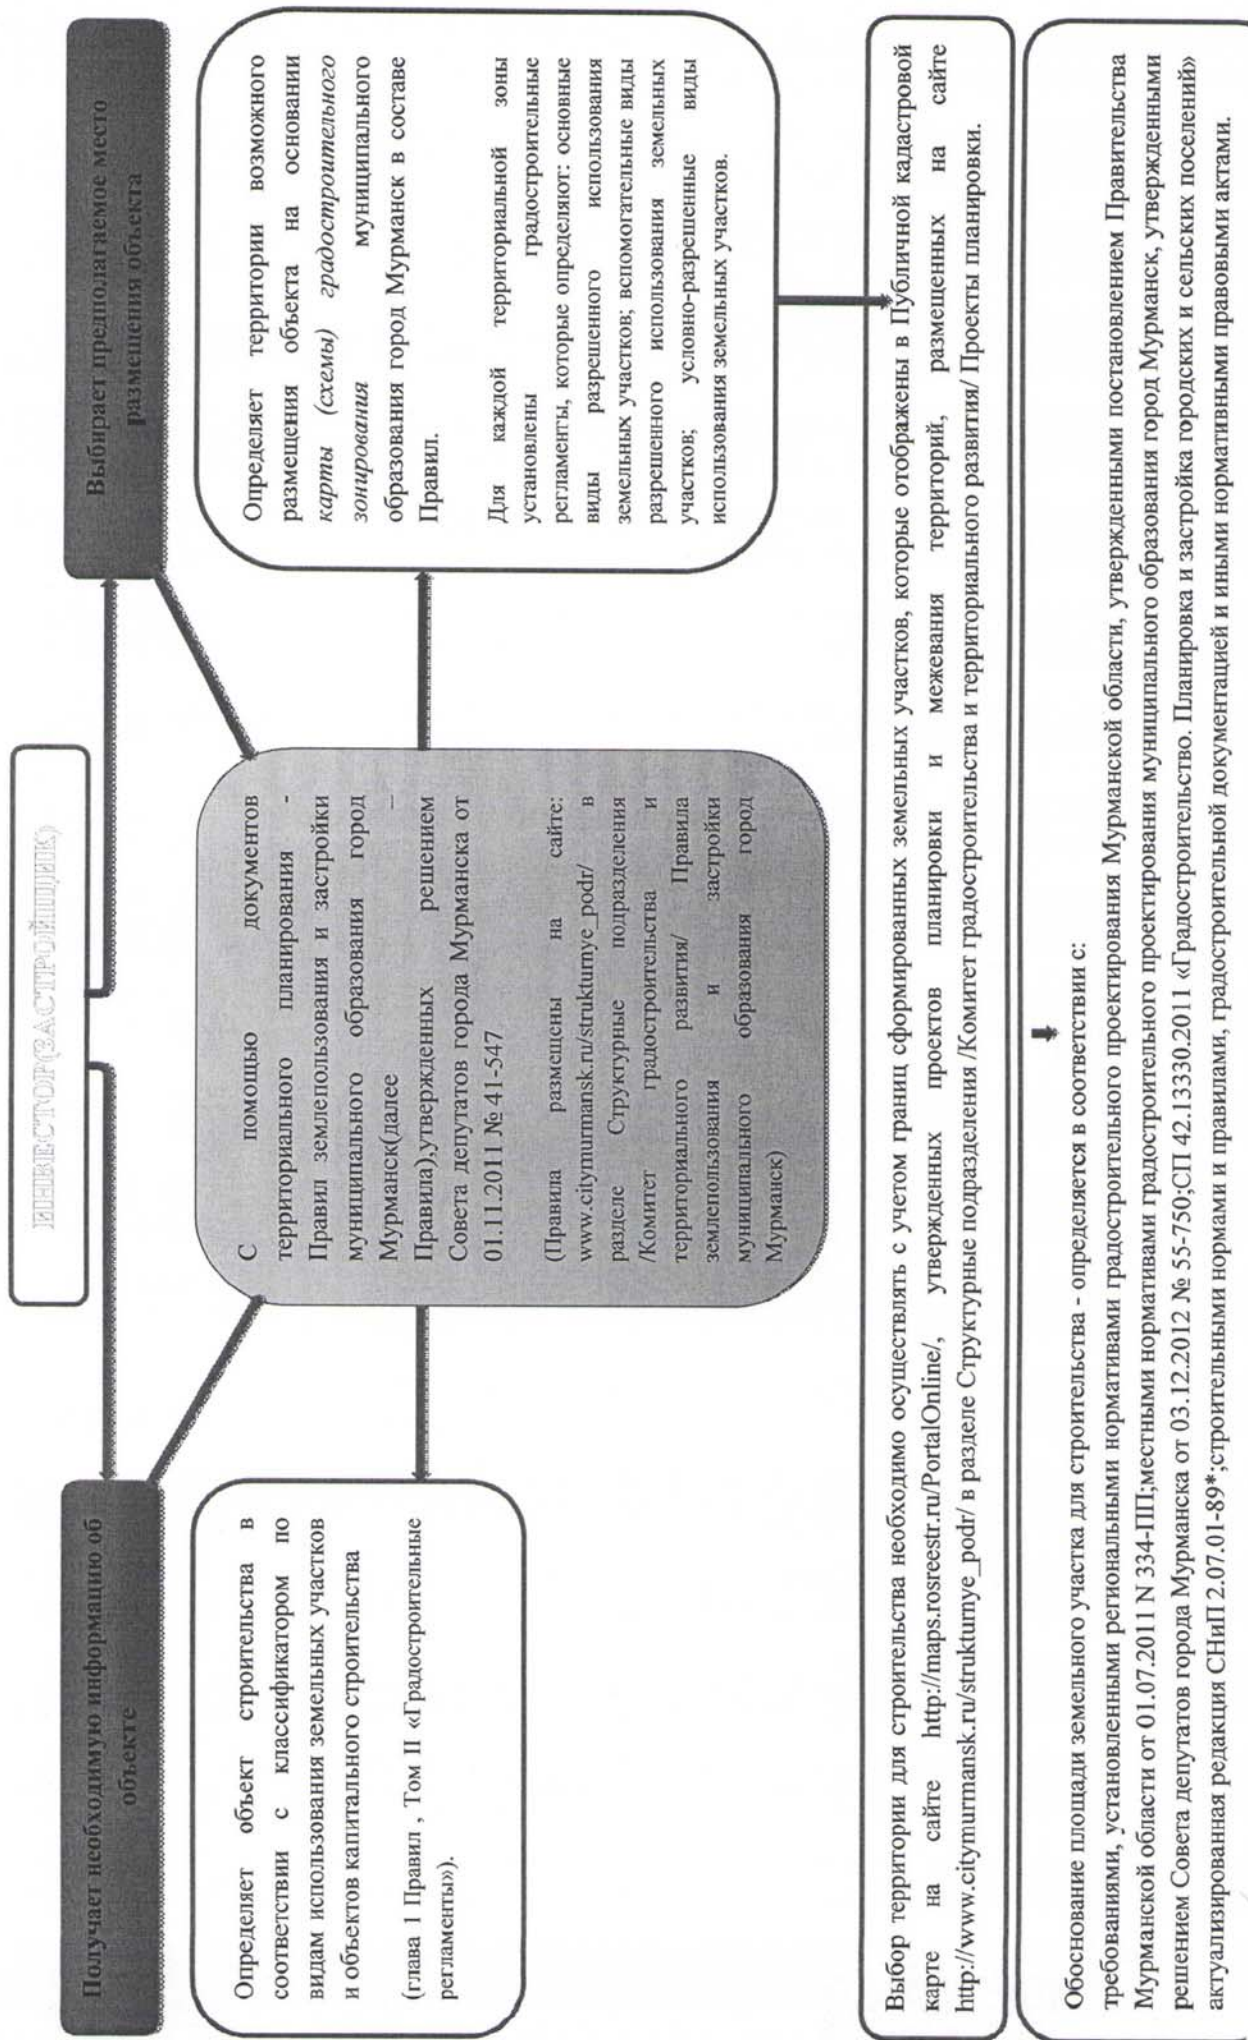 ИНВЕСТОР(ЗАСТРОЙЩИК)
Получает необходимую информацию об
объекте
Выбирает предполагаемое место
размещения объекта
Определяет объект строительства в
соответствии с классификатором по
видам использования земельных участков
и объектов капитального строительства
(глава 1 Правил , Том II «Градостроительные
регламенты»).
С помощью документов
территориального планирования -
Правил землепользования и застройки
муниципального образования город
Мурманск(далее –
Правила),утвержденных решением
Совета депутатов города Мурманска от
01.11.2011 № 41-547
(Правила размещены на сайте:
www.citymurmansk.ru/strukturnye_podr/ в
разделе Структурные подразделения
/Комитет градостроительства и
территориального развития/ Правила
землепользования и застройки
муниципального образования город
Мурманск)
Определяет территории возможного
размещения объекта на основании
карты (схемы) градостроительного
зонирования муниципального
образования город Мурманск в составе
Правил.
Для каждой территориальной зоны
установлены градостроительные
регламенты, которые определяют: основные
виды разрешенного использования
земельных участков; вспомогательные виды
разрешенного использования земельных
участков; условно-разрешенные виды
использования земельных участков.
Выбор территории для строительства необходимо осуществлять с учетом границ сформированных земельных участков, которые отображены в Публичной кадастровой
карте на сайте http://maps.rosreestr.ru/PortalOnline/, утвержденных проектов планировки и межевания территорий, размещенных на сайте
http://www.citymurmansk.ru/strukturnye_podr/ в разделе Структурные подразделения /Комитет градостроительства и территориального развития/ Проекты планировки.
Обоснование площади земельного участка для строительства - определяется в соответствии с:
требованиями, установленными региональными нормативами градостроительного проектирования Мурманской области, утвержденными постановлением Правительства
Мурманской области от 01.07.2011 N 334-ПП;местными нормативами градостроительного проектирования муниципального образования город Мурманск, утвержденными
решением Совета депутатов города Мурманска от 03.12.2012 № 55-750;СП 42.13330.2011 «Градостроительство. Планировка и застройка городских и сельских поселений»
актуализированная редакция СНиП 2.07.01-89*;строительными нормами и правилами, градостроительной документацией и иными нормативными правовыми актами.